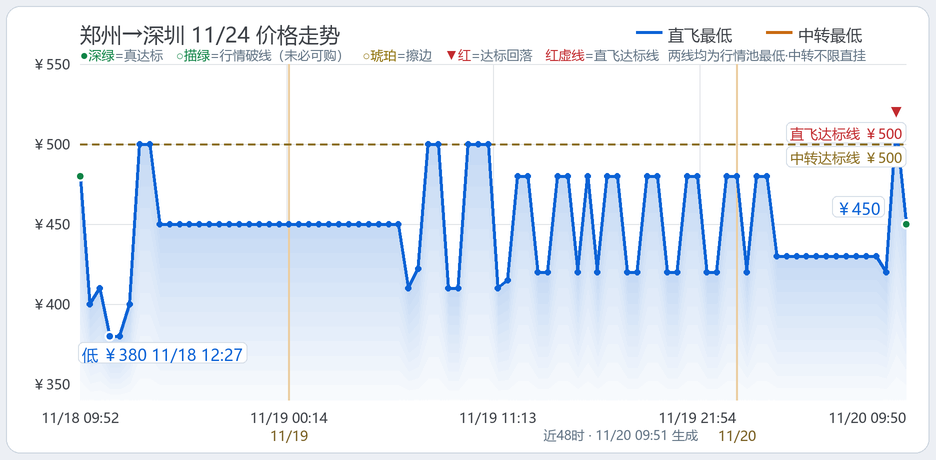 郑州→深圳 11/24 价格走势
直飞最低 中转最低
●深绿=真达标 ○描绿=行情破线（未必可购） ○琥珀=擦边 ▼红=达标回落 红虚线=直飞达标线 两线均为行情池最低·中转不限直挂
¥550
¥500
¥450
¥400
¥350
直飞达标线 ¥500
中转达标线 ¥500
¥450
低 ¥380 11/18 12:27
11/18 09:52 11/19 00:14 11/19 11:13 11/19 21:54 11/20 09:50
11/19 近48时 · 11/20 09:51 生成 11/20